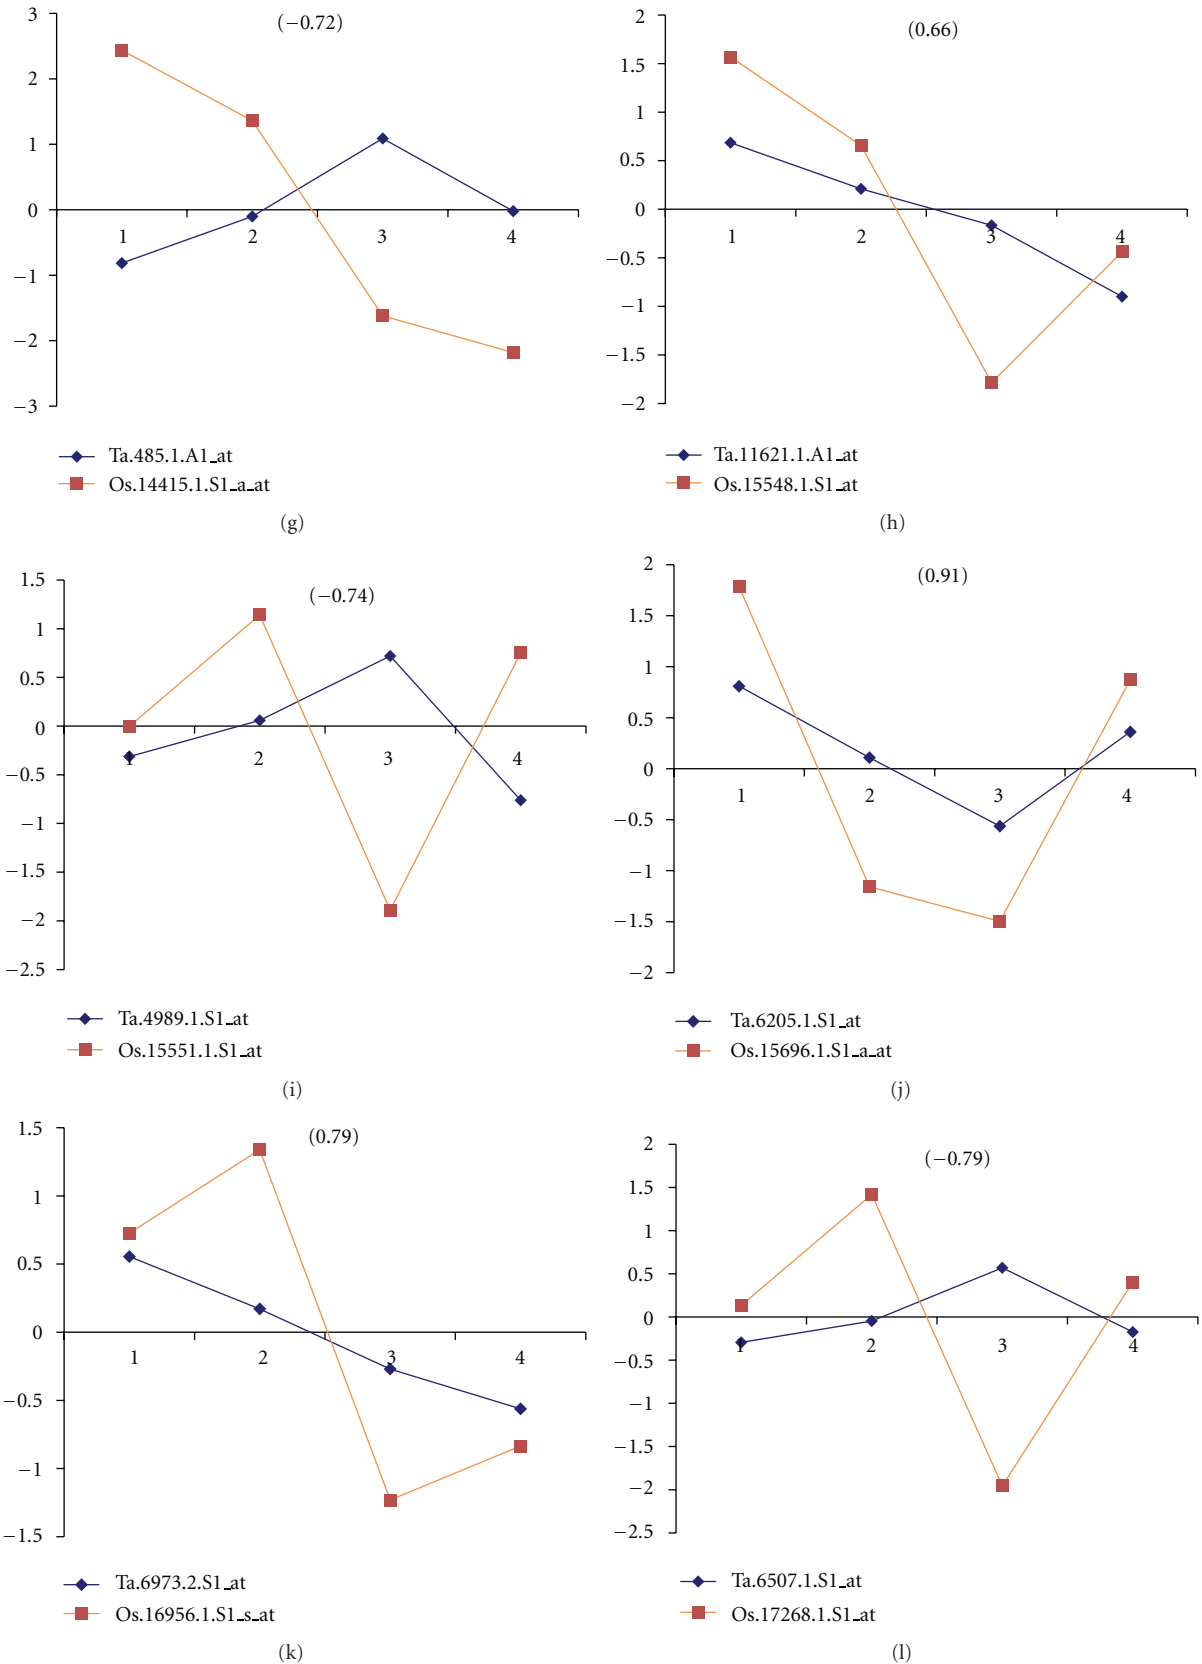 (−0.72)
3
2
1
0
−1
−2
−3
1 2 3 4
Ta.485.1.A1_at
Os.14415.1.S1_a_at
(g)
(0.66)
2
1.5
1
0.5
0
−0.5
−1
−1.5
−2
1 2 3 4
Ta.11621.1.A1_at
Os.15548.1.S1_at
(h)
(−0.74)
1.5
1
0.5
0
−0.5
−1
−1.5
−2
−2.5
1 2 3 4
Ta.4989.1.S1_at
Os.15551.1.S1_at
(i)
(0.91)
2
1.5
1
0.5
0
−0.5
−1
−1.5
−2
1 2 3 4
Ta.6205.1.S1_at
Os.15696.1.S1_a_at
(j)
(0.79)
1.5
1
0.5
0
−0.5
−1
−1.5
1 2 3 4
Ta.6973.2.S1_at
Os.16956.1.S1_s_at
(k)
(−0.79)
2
1.5
1
0.5
0
−0.5
−1
−1.5
−2
−2.5
1 2 3 4
Ta.6507.1.S1_at
Os.17268.1.S1_at
(l)